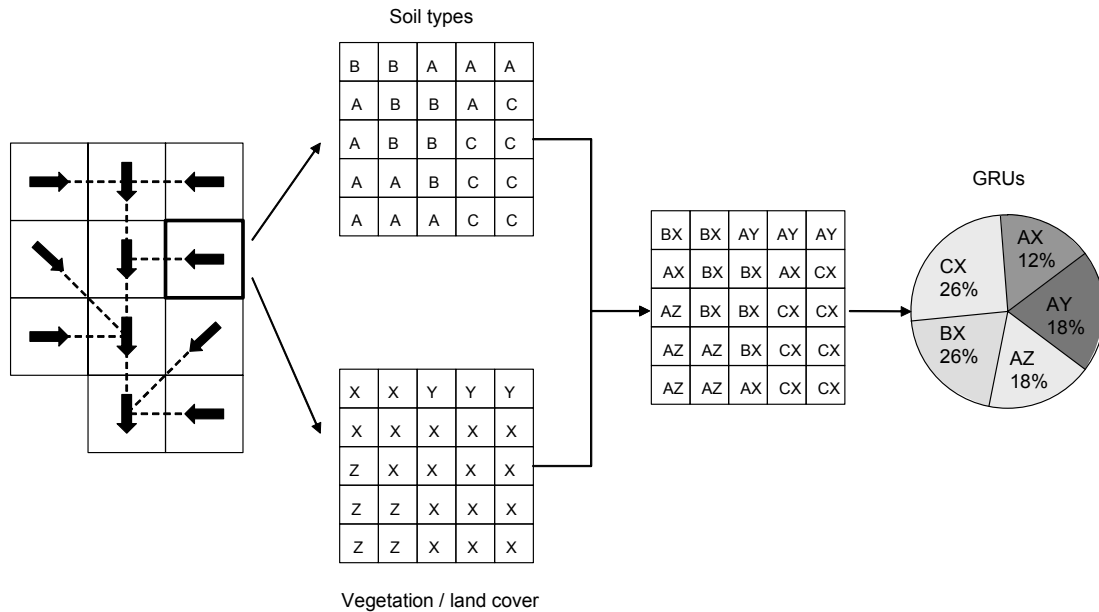 Soil types
B B A A A
A B B A C
A B B C C
A A B C C
A A A C C
X X Y Y Y
X X X X X
Z X X X X
Z Z X X X
Z Z X X X
Vegetation / land cover
BX BX AY AY AY
AX BX BX AX CX
AZ BX BX CX CX
AZ AZ BX CX CX
AZ AZ AX CX CX
GRUs
AX
12%
AY
18%
AZ
18%
BX
26%
CX
26%